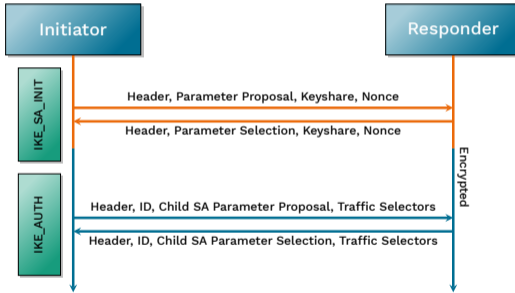 Initiator
Responder
IKE_SA_INIT
Header, Parameter Proposal, Keyshare, Nonce
Header, Parameter Selection, Keyshare, Nonce
Encrypted
IKE_AUTH
Header, ID, Child SA Parameter Proposal, Traffic Selectors
Header, ID, Child SA Parameter Selection, Traffic Selectors